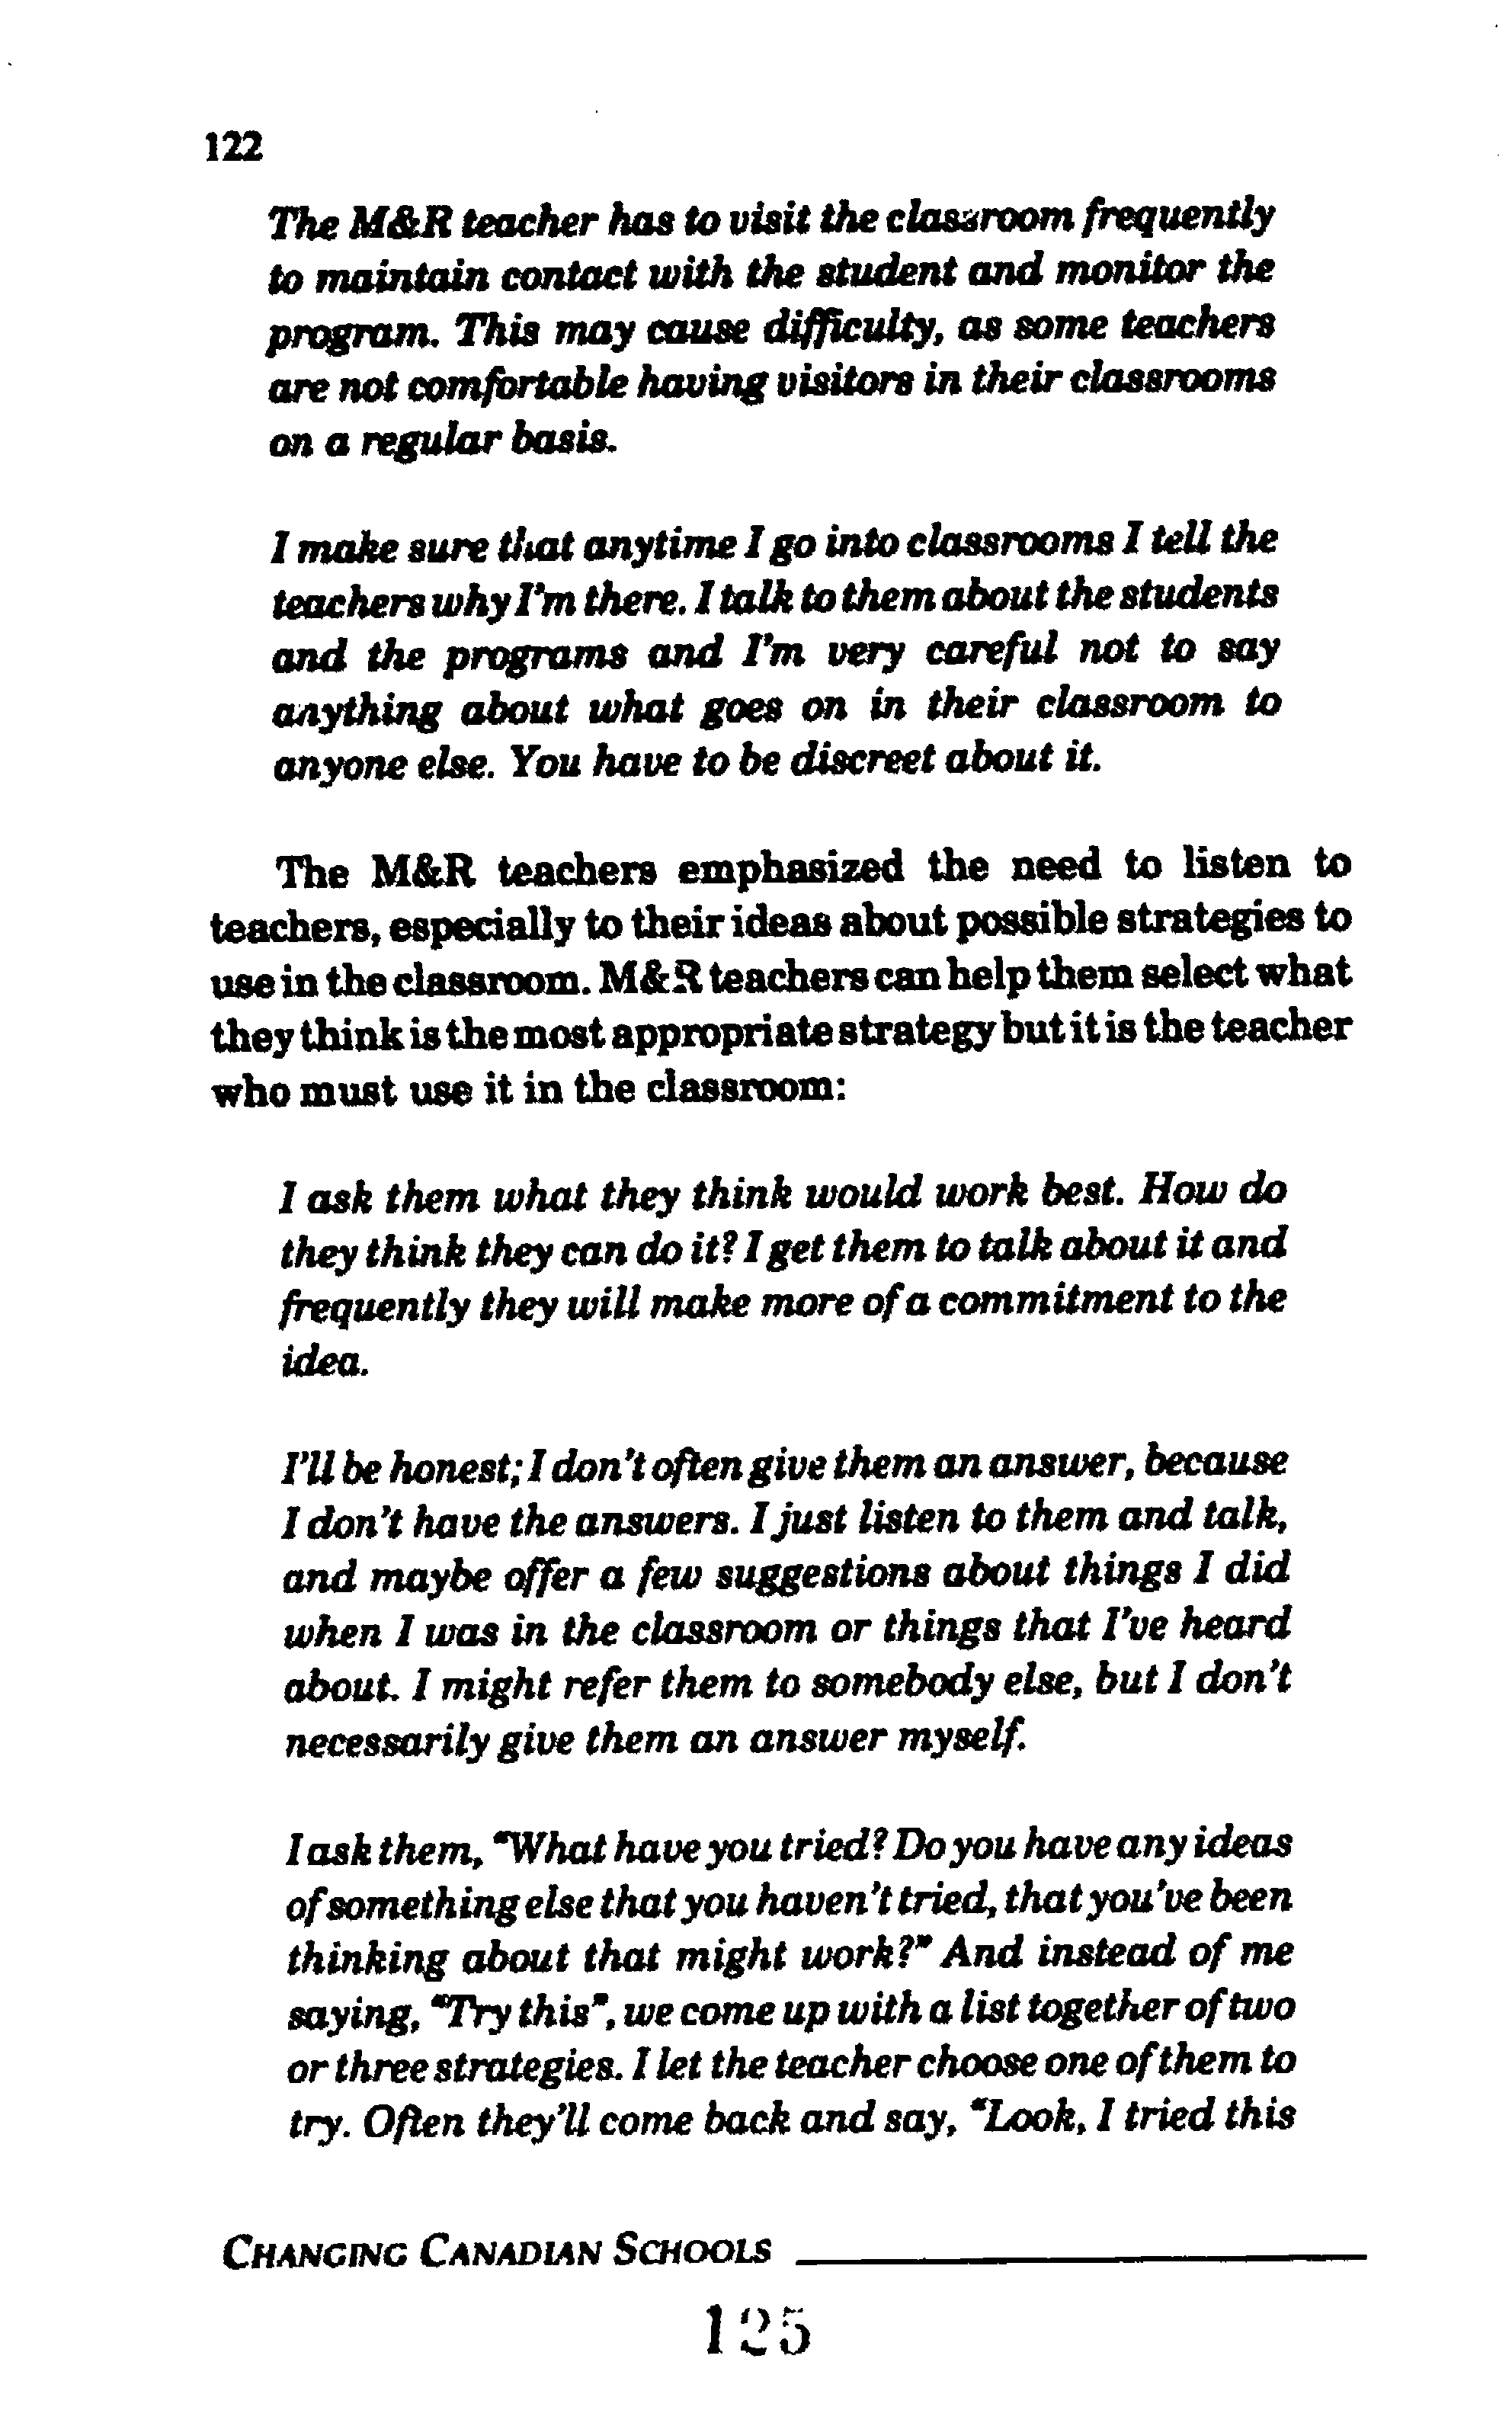 122
The M&R teacher has to visit the classroom frequently
to maintain contact with the student and monitor the
program. This may cause difficulty, as some teachers
are not comfortable having visitors in their classrooms
on a regular basis.
I make sure that anytime I go into classrooms I tell the
teachers why I'm there. I talk to them about the students
and the programs and I'm very careful not to say
anything about what goes on in their classroom to
anyone else. You have to be discreet about it.
The M&R teachers emphasized the need to listen to
teachers, especially to their ideas about possible strategies to
use in the classroom. M&R teachers can help them select what
they think is the most appropriate strategy but it is the teacher
who must use it in the classroom:
I ask them what they think would work best. How do
they think they can do it? I get them to talk about it and
frequently they will make more of a commitment to the
idea.
I'll be honest; I don't often give them an answer, because
I don't have the answers. I just listen to them and talk,
and maybe offer a few suggestions about things I did
when I was in the classroom or things that I've heard
about. I might refer them to somebody else, but I don't
necessarily give them an answer myself.
I ask them, "What have you tried? Do you have any ideas
of something else that you haven't tried, that you've been
thinking about that might work?" And instead of me
saying, "Try this", we come up with a list together of two
or three strategies. I let the teacher choose one of them to
try. Often they'll come back and say, "Look, I tried this
CHANGING CANADIAN SCHOOLS
125